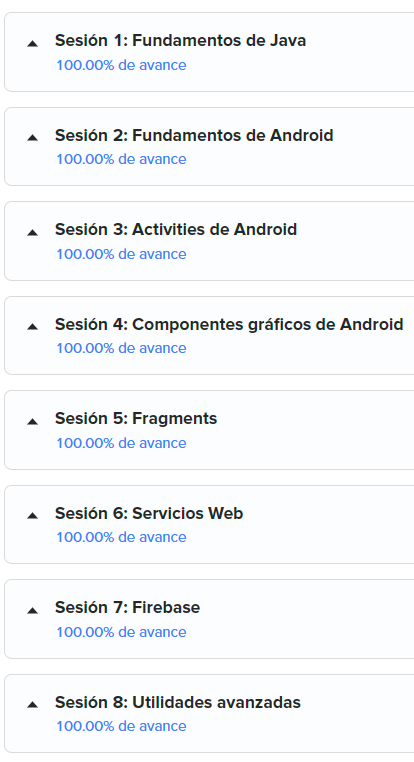 Sesión 1: Fundamentos de Java
100.00% de avance
Sesión 2: Fundamentos de Android
100.00% de avance
Sesión 3: Activities de Android
100.00% de avance
Sesión 4: Componentes gráficos de Android
100.00% de avance
Sesión 5: Fragments
100.00% de avance
Sesión 6: Servicios Web
100.00% de avance
Sesión 7: Firebase
100.00% de avance
Sesión 8: Utilidades avanzadas
100.00% de avance